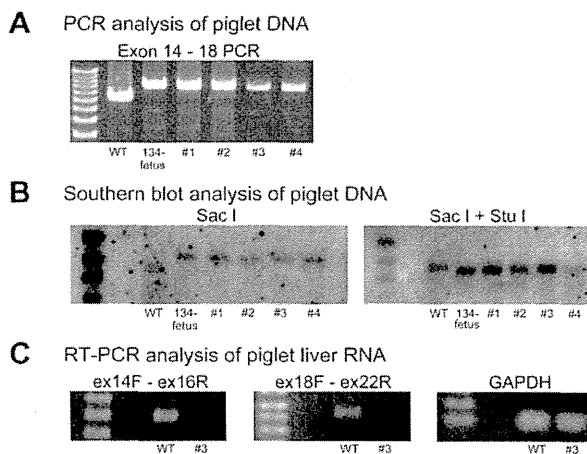 A PCR analysis of piglet DNA
Exon 14 - 18 PCR
WT 134-fetus #1 #2 #3 #4
B Southern blot analysis of piglet DNA
Sac I Sac I + Stu I
WT 134-fetus #1 #2 #3 #4 WT 134-fetus #1 #2 #3 #4
C RT-PCR analysis of piglet liver RNA
ex14F - ex16R ex18F - ex22R GAPDH
WT #3 WT #3 WT #3